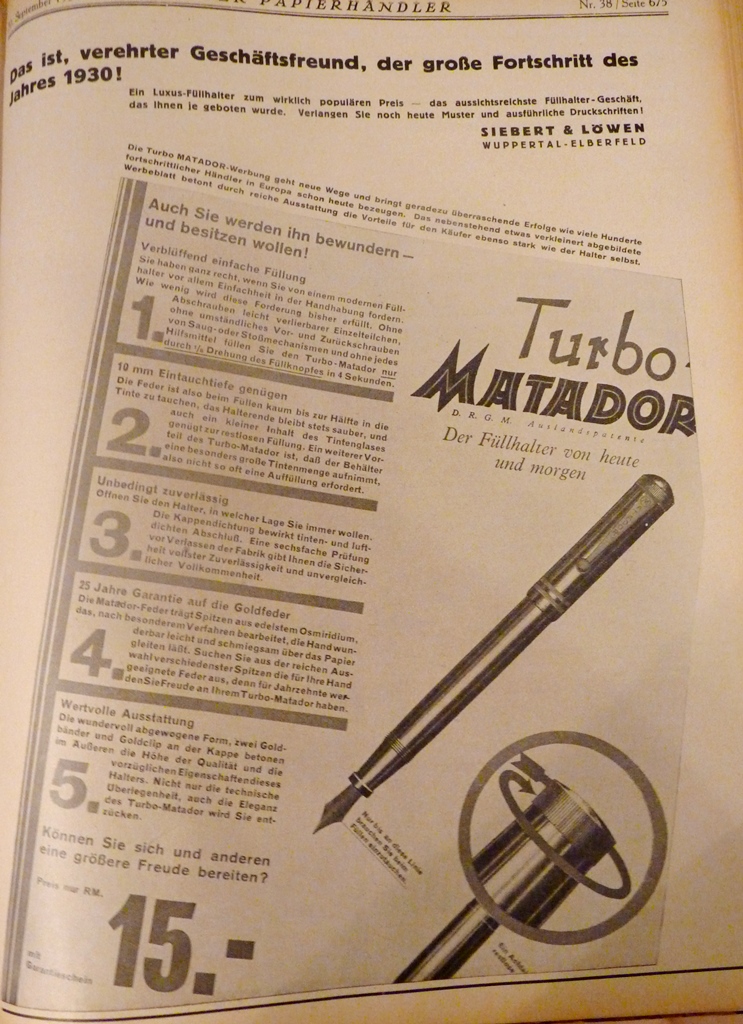 PAPIERHÄNDLER
Nr. 38 / Seite 675
Das ist, verehrter Geschäftsfreund, der große Fortschritt des
Jahres 1930!
Ein Luxus-Füllhalter zum wirklich populären Preis — das aussichtsreichste Füllhalter-Geschäft,
das Ihnen je geboten wurde. Verlangen Sie noch heute Muster und ausführliche Druckschriften!
SIEBERT & LÖWEN
WUPPERTAL-ELBERFELD
Die Turbo MATADOR-Werbung geht neue Wege und bringt geradezu überraschende Erfolge wie viele Hunderte
fortschrittlicher Händler in Europa schon heute bezeugen. Das nebenstehend etwas verkleinert abgebildete
Werbeblatt betont durch reiche Ausstattung die Vorteile für den Käufer ebenso stark wie der Halter selbst.
Auch Sie werden ihn bewundern —
und besitzen wollen!
Verblüffend einfache Füllung
Sie haben ganz recht, wenn Sie von einem modernen Füll-
halter vor allem Einfachheit in der Handhabung fordern.
Wie wenig wird diese Forderung bisher erfüllt. Ohne
Abschrauben leicht verlierbarer Einzelteilchen,
ohne umständliches Vor- und Zurückschrauben
von Saug- oder Stoßmechanismen und ohne jedes
Hilfsmittel füllen Sie den Turbo-Matador nur
durch ½ Drehung des Füllknopfes in 4 Sekunden.
1.
10 mm Eintauchtiefe genügen
Die Feder ist also beim Füllen kaum bis zur Hälfte in die
Tinte zu tauchen, das Halterende bleibt stets sauber, und
auch ein kleiner Inhalt des Tintenglases
genügt zur restlosen Füllung. Ein weiterer Vor-
teil des Turbo-Matador ist, daß der Behälter
eine besonders große Tintenmenge aufnimmt,
also nicht so oft eine Auffüllung erfordert.
2.
Unbedingt zuverlässig
Öffnen Sie den Halter, in welcher Lage Sie immer wollen.
Die Kappendichtung bewirkt tinten- und luft-
dichten Abschluß. Eine sechsfache Prüfung
vor Verlassen der Fabrik gibt Ihnen die Sicher-
heit vollster Zuverlässigkeit und unvergleich-
licher Vollkommenheit.
3.
25 Jahre Garantie auf die Goldfeder
Die Matador-Feder trägt Spitzen aus edelstem Osmiridium,
das, nach besonderem Verfahren bearbeitet, die Hand wun-
derbar leicht und schmiegsam über das Papier
gleiten läßt. Suchen Sie aus der reichen Aus-
wahl verschiedenster Spitzen die für Ihre Hand
geeignete Feder aus, denn für Jahrzehnte wer-
den Sie Freude an Ihrem Turbo-Matador haben.
4.
Wertvolle Ausstattung
Die wundervoll abgewogene Form, zwei Gold-
bänder und Goldclip an der Kappe betonen
im Äußeren die Höhe der Qualität und die
vorzüglichen Eigenschaften dieses
Halters. Nicht nur die technische
Überlegenheit, auch die Eleganz
des Turbo-Matador wird Sie ent-
zücken.
5.
Können Sie sich und anderen
eine größere Freude bereiten?
Preis nur RM.
15.-
mit
Garantieschein
Turbo-
MATADOR
D. R. G. M. Auslandspatente
Der Füllhalter von heute
und morgen
Nur bis an diese Linie
brauchen Sie beim
Füllen einzutauchen.